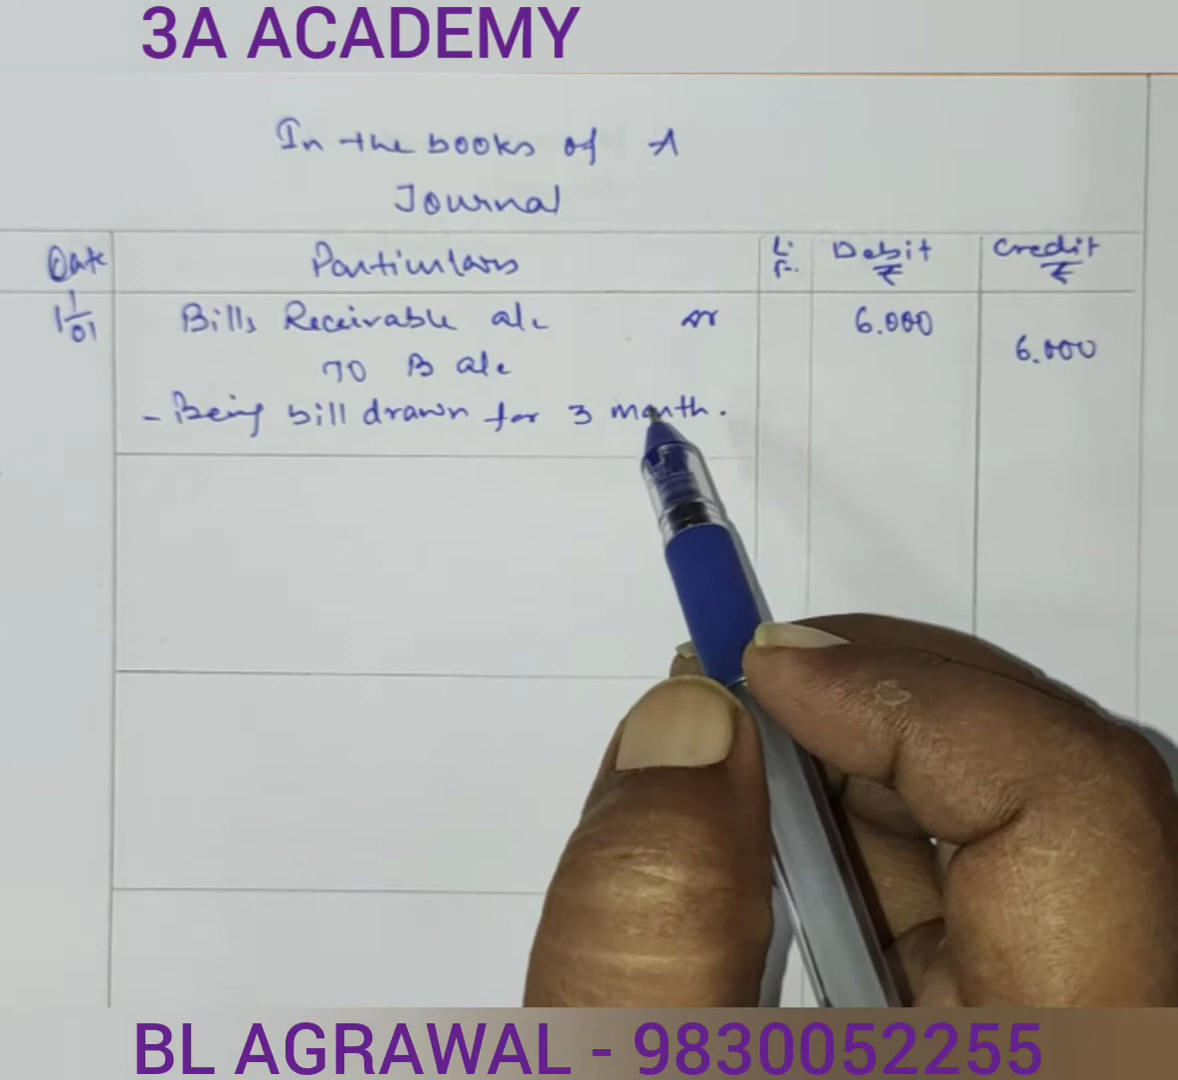 3A ACADEMY
In the books of A
Journal
Date Particulars L.F. Debit ₹ Credit ₹
1/1/01 Bills Receivable a/c Dr 6.000
To B a/c 6.000
- Being bill drawn for 3 month.
BL AGRAWAL - 9830052255